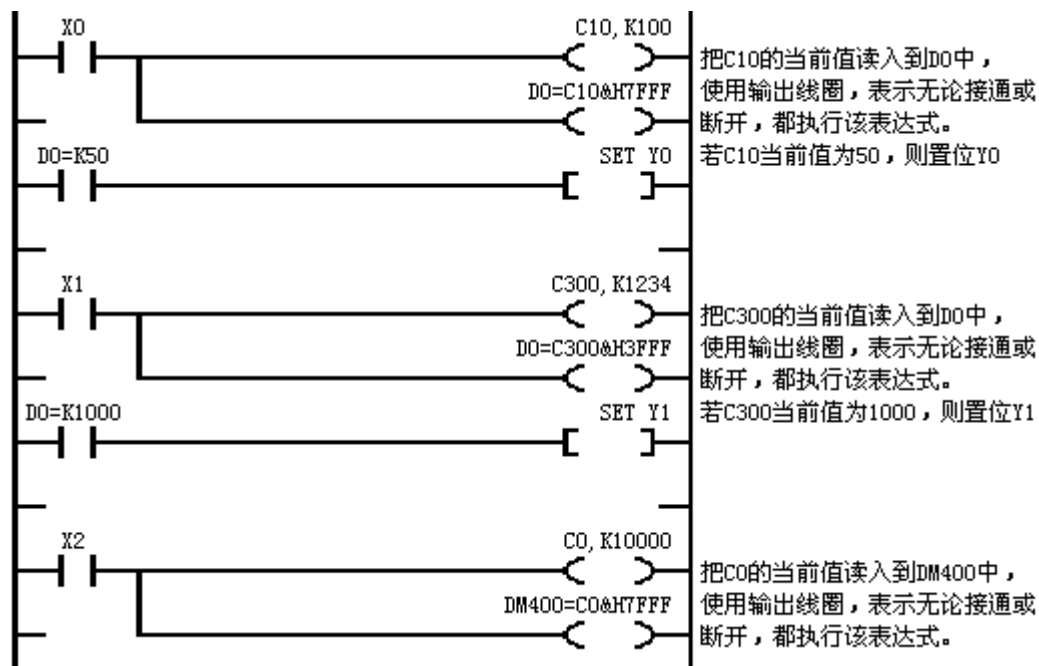 X0 C10, K100
把C10的当前值读入到D0中，
D0=C10&H7FFF 使用输出线圈，表示无论接通或
断开，都执行该表达式。
D0=K50 SET Y0 若C10当前值为50，则置位Y0
X1 C300, K1234
把C300的当前值读入到D0中，
D0=C300&H3FFF 使用输出线圈，表示无论接通或
断开，都执行该表达式。
D0=K1000 SET Y1 若C300当前值为1000，则置位Y1
X2 C0, K10000
把C0的当前值读入到DM400中，
DM400=C0&H7FFF 使用输出线圈，表示无论接通或
断开，都执行该表达式。